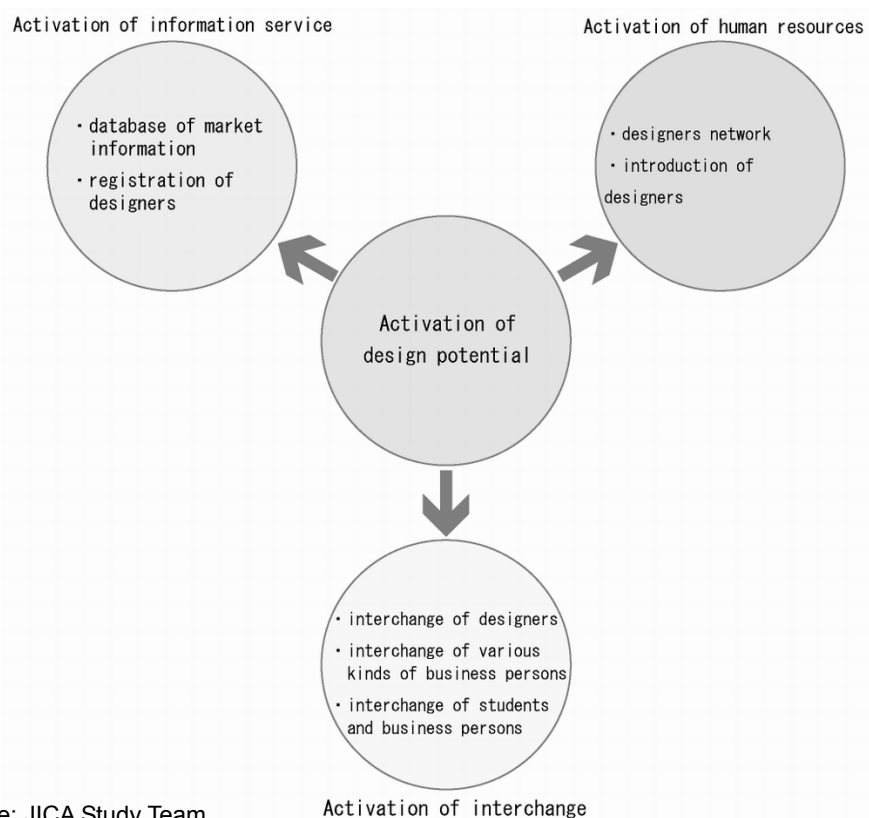 Activation of information service
・database of market
information
・registration of
designers
Activation of human resources
・designers network
・introduction of
designers
Activation of
design potential
・interchange of designers
・interchange of various
kinds of business persons
・interchange of students
and business persons
Activation of interchange
JICA Study Team